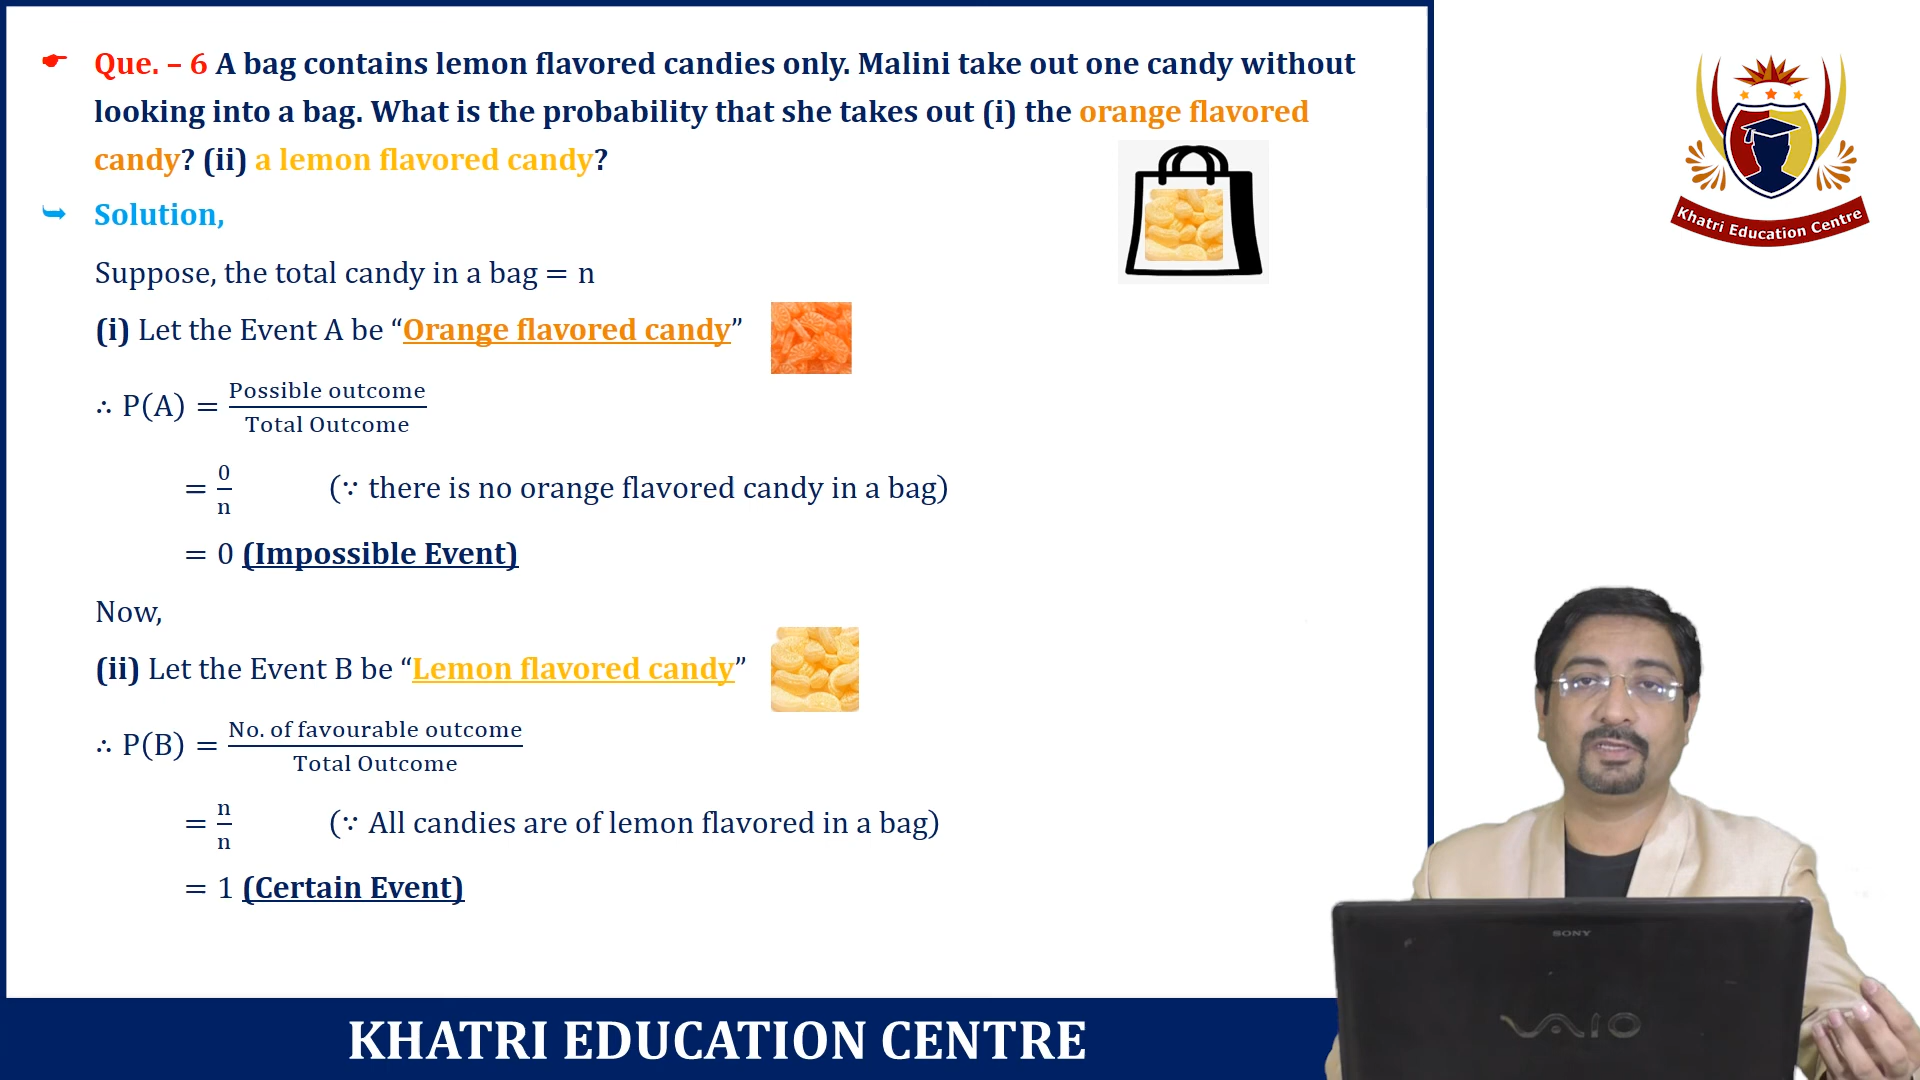 Que. – 6 A bag contains lemon flavored candies only. Malini take out one candy without
looking into a bag. What is the probability that she takes out (i) the orange flavored
candy? (ii) a lemon flavored candy?
Solution,
Suppose, the total candy in a bag = n
(i) Let the Event A be “Orange flavored candy”
∴ P(A) = Possible outcome / Total Outcome
= 0/n (∵ there is no orange flavored candy in a bag)
= 0 (Impossible Event)
Now,
(ii) Let the Event B be “Lemon flavored candy”
∴ P(B) = No. of favourable outcome / Total Outcome
= n/n (∵ All candies are of lemon flavored in a bag)
= 1 (Certain Event)
KHATRI EDUCATION CENTRE
Khatri Education Centre
SONY
VAIO